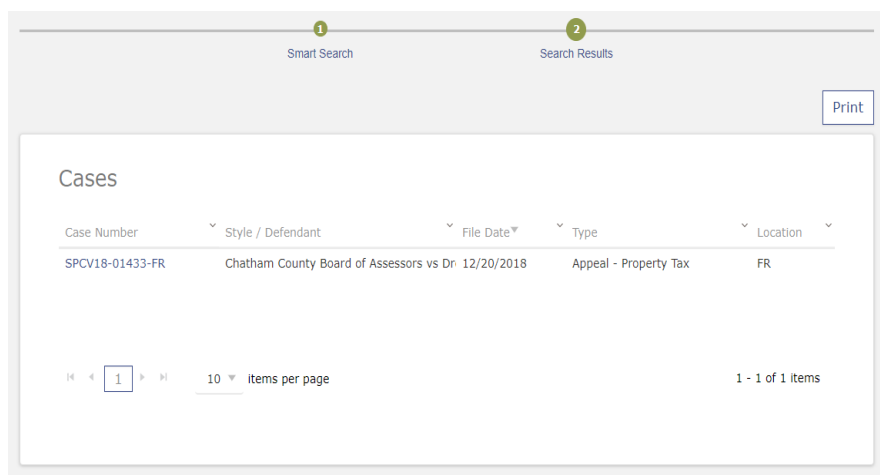 1 2
Smart Search Search Results
Print
Cases
Case Number Style / Defendant File Date Type Location
SPCV18-01433-FR Chatham County Board of Assessors vs Dr 12/20/2018 Appeal - Property Tax FR
1 10 items per page 1 - 1 of 1 items